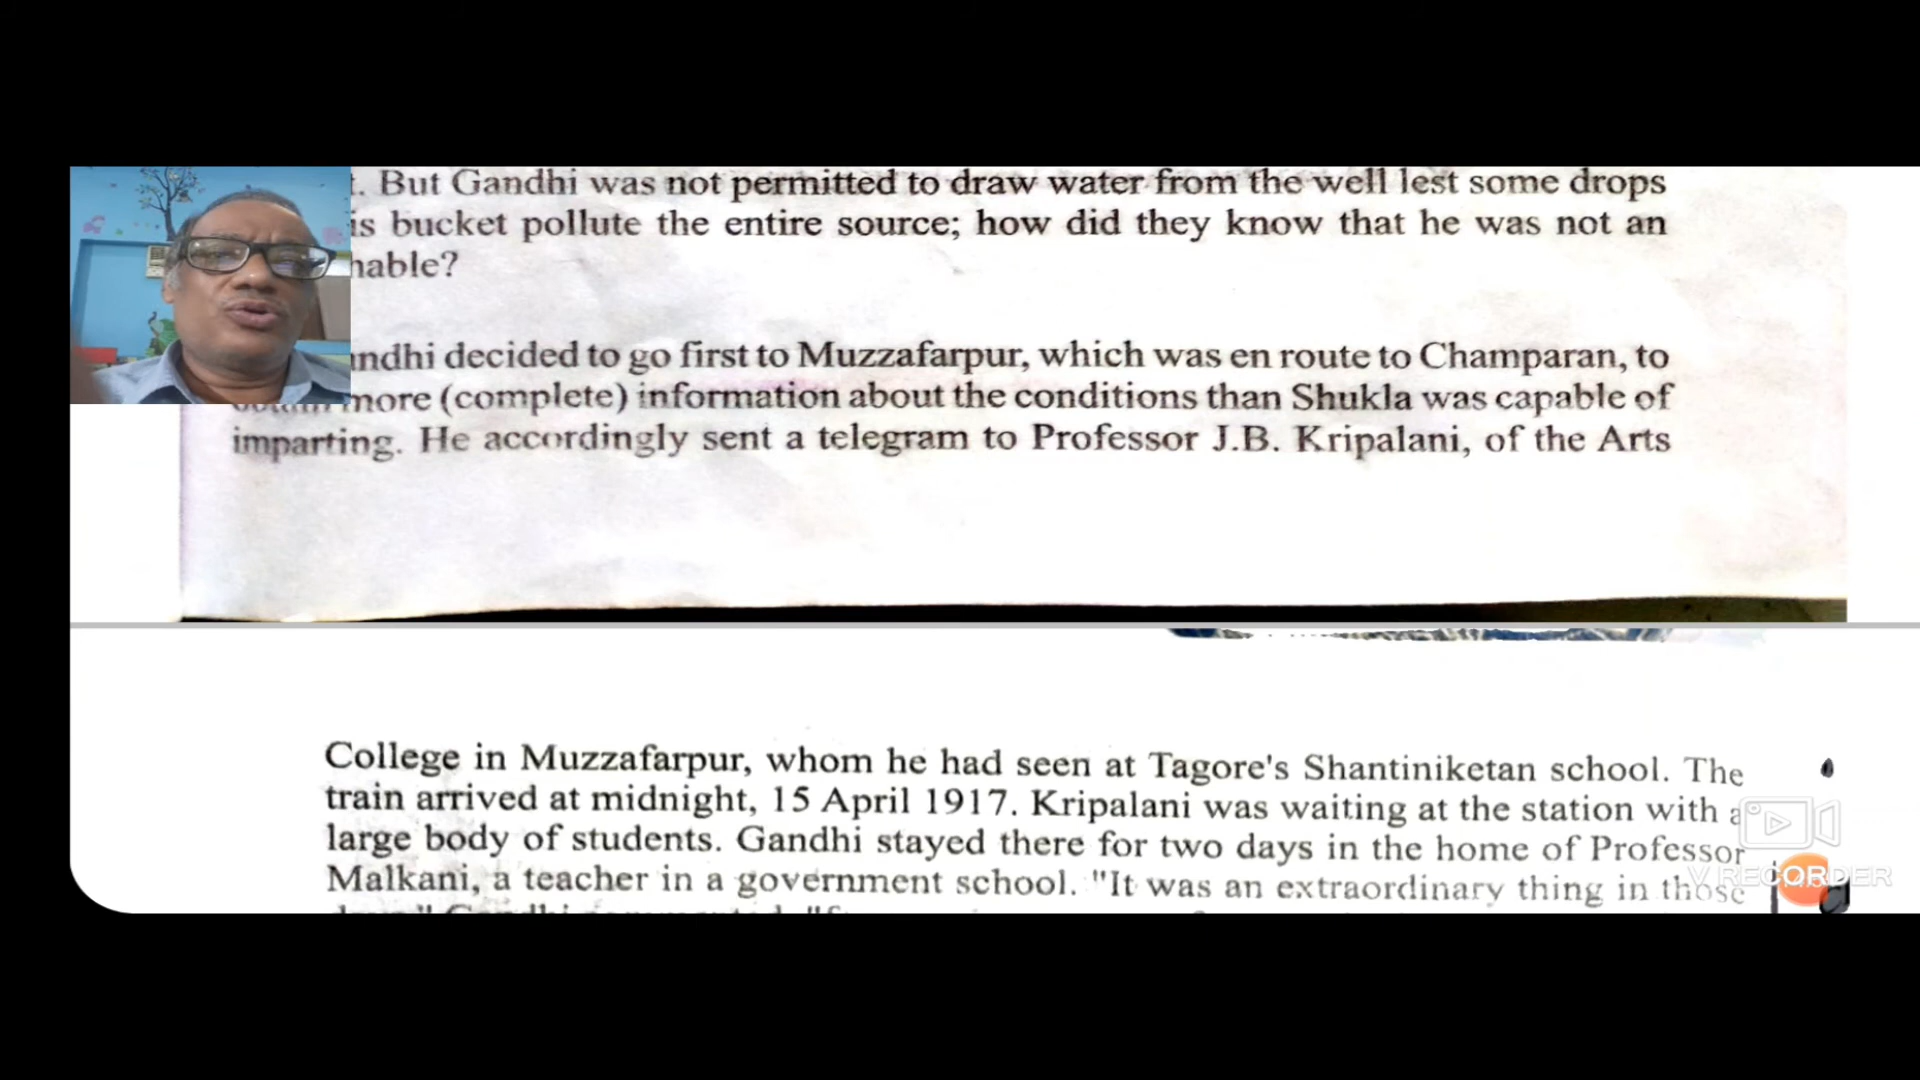 . But Gandhi was not permitted to draw water from the well lest some drops
is bucket pollute the entire source; how did they know that he was not an
hable?
ndhi decided to go first to Muzzafarpur, which was en route to Champaran, to
more (complete) information about the conditions than Shukla was capable of
imparting. He accordingly sent a telegram to Professor J.B. Kripalani, of the Arts
College in Muzzafarpur, whom he had seen at Tagore's Shantiniketan school. The
train arrived at midnight, 15 April 1917. Kripalani was waiting at the station with a
large body of students. Gandhi stayed there for two days in the home of Professor
Malkani, a teacher in a government school. "It was an extraordinary thing in those
V RECORDER